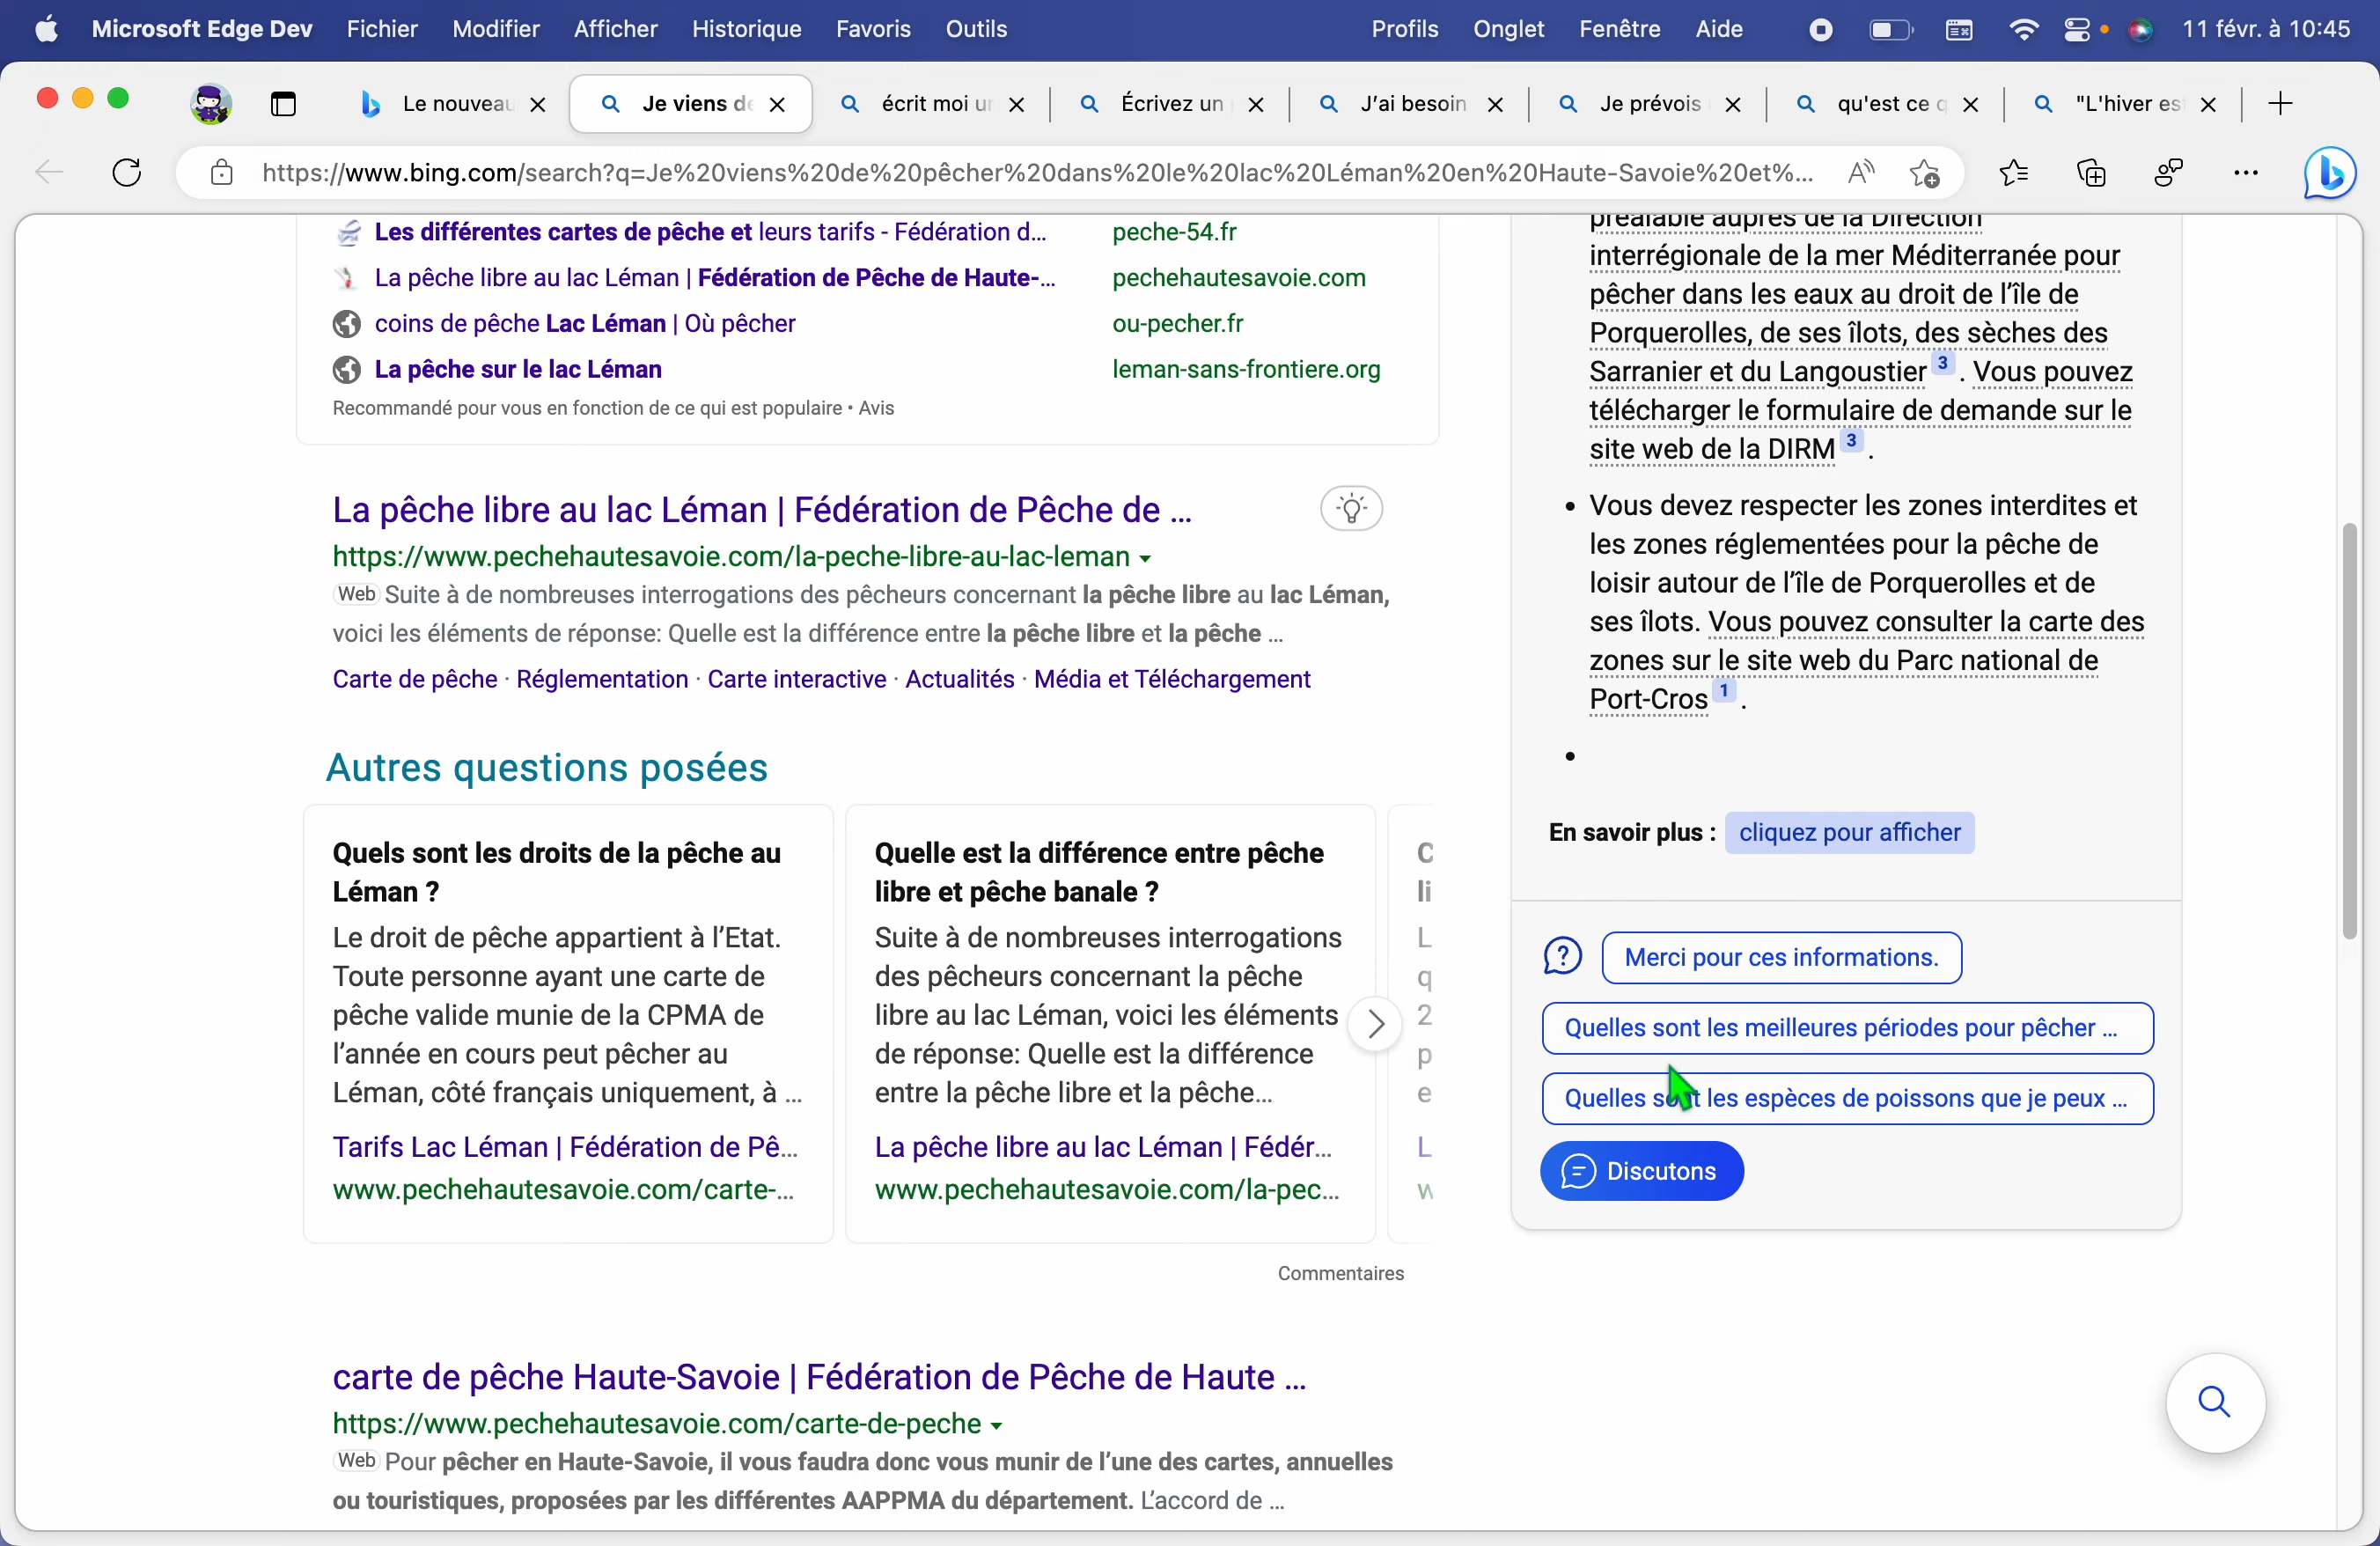 Microsoft Edge Dev Fichier Modifier Afficher Historique Favoris Outils Profils Onglet Fenêtre Aide 11 févr. à 10:45
Le nouveau Je viens de écrit moi un Écrivez un J'ai besoin Je prévois qu'est ce q "L'hiver es
https://www.bing.com/search?q=Je%20viens%20de%20pêcher%20dans%20le%20lac%20Léman%20en%20Haute-Savoie%20et%...
Les différentes cartes de pêche et leurs tarifs - Fédération d... peche-54.fr
La pêche libre au lac Léman | Fédération de Pêche de Haute-... pechehautesavoie.com
coins de pêche Lac Léman | Où pêcher ou-pecher.fr
La pêche sur le lac Léman leman-sans-frontiere.org
Recommandé pour vous en fonction de ce qui est populaire • Avis
La pêche libre au lac Léman | Fédération de Pêche de ...
https://www.pechehautesavoie.com/la-peche-libre-au-lac-leman
Web Suite à de nombreuses interrogations des pêcheurs concernant la pêche libre au lac Léman,
voici les éléments de réponse: Quelle est la différence entre la pêche libre et la pêche ...
Carte de pêche · Réglementation · Carte interactive · Actualités · Média et Téléchargement
Autres questions posées
Quels sont les droits de la pêche au
Léman ?
Le droit de pêche appartient à l'Etat.
Toute personne ayant une carte de
pêche valide munie de la CPMA de
l'année en cours peut pêcher au
Léman, côté français uniquement, à ...
Tarifs Lac Léman | Fédération de Pê...
www.pechehautesavoie.com/carte-...
Quelle est la différence entre pêche
libre et pêche banale ?
Suite à de nombreuses interrogations
des pêcheurs concernant la pêche
libre au lac Léman, voici les éléments
de réponse: Quelle est la différence
entre la pêche libre et la pêche...
La pêche libre au lac Léman | Fédér...
www.pechehautesavoie.com/la-pec...
C
li
L
q
2
p
e
L
w
Commentaires
carte de pêche Haute-Savoie | Fédération de Pêche de Haute ...
https://www.pechehautesavoie.com/carte-de-peche
Web Pour pêcher en Haute-Savoie, il vous faudra donc vous munir de l'une des cartes, annuelles
ou touristiques, proposées par les différentes AAPPMA du département. L'accord de ...
préalable auprès de la Direction
interrégionale de la mer Méditerranée pour
pêcher dans les eaux au droit de l'île de
Porquerolles, de ses îlots, des sèches des
Sarranier et du Langoustier 3 . Vous pouvez
télécharger le formulaire de demande sur le
site web de la DIRM 3 .
• Vous devez respecter les zones interdites et
les zones réglementées pour la pêche de
loisir autour de l'île de Porquerolles et de
ses îlots. Vous pouvez consulter la carte des
zones sur le site web du Parc national de
Port-Cros 1 .
•
En savoir plus : cliquez pour afficher
Merci pour ces informations.
Quelles sont les meilleures périodes pour pêcher ...
Quelles sont les espèces de poissons que je peux ...
Discutons